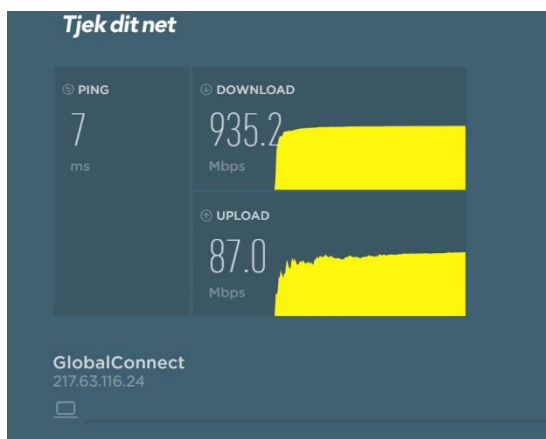 Tjek dit net
PING
7
ms
DOWNLOAD
935.2
Mbps
UPLOAD
87.0
Mbps
GlobalConnect
217.63.116.24